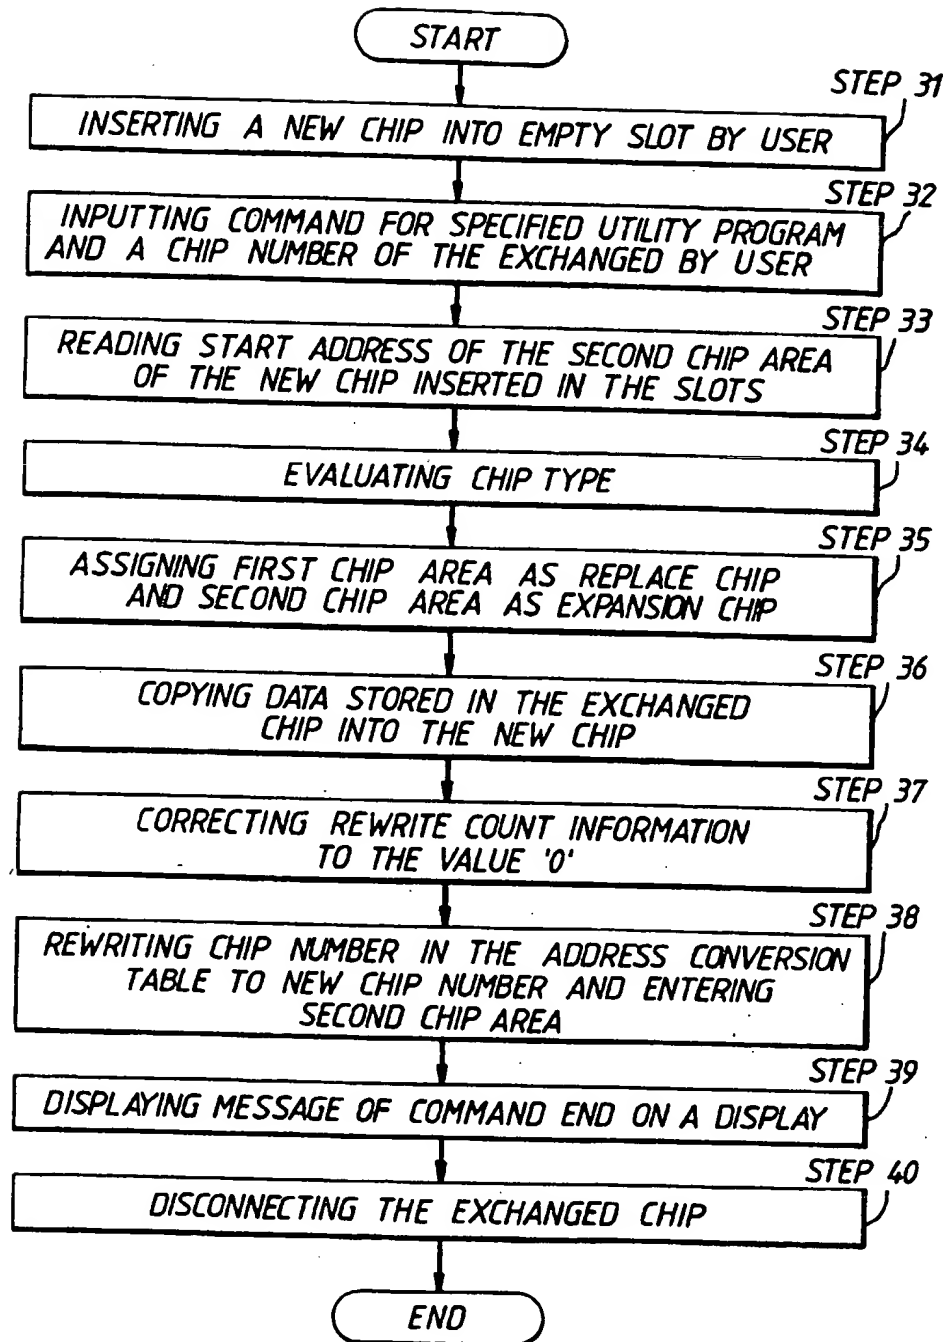 START
STEP 31
INSERTING A NEW CHIP INTO EMPTY SLOT BY USER
STEP 32
INPUTTING COMMAND FOR SPECIFIED UTILITY PROGRAM
AND A CHIP NUMBER OF THE EXCHANGED BY USER
STEP 33
READING START ADDRESS OF THE SECOND CHIP AREA
OF THE NEW CHIP INSERTED IN THE SLOTS
STEP 34
EVALUATING CHIP TYPE
STEP 35
ASSIGNING FIRST CHIP AREA AS REPLACE CHIP
AND SECOND CHIP AREA AS EXPANSION CHIP
STEP 36
COPYING DATA STORED IN THE EXCHANGED
CHIP INTO THE NEW CHIP
STEP 37
CORRECTING REWRITE COUNT INFORMATION
TO THE VALUE '0'
STEP 38
REWRITING CHIP NUMBER IN THE ADDRESS CONVERSION
TABLE TO NEW CHIP NUMBER AND ENTERING
SECOND CHIP AREA
STEP 39
DISPLAYING MESSAGE OF COMMAND END ON A DISPLAY
STEP 40
DISCONNECTING THE EXCHANGED CHIP
END